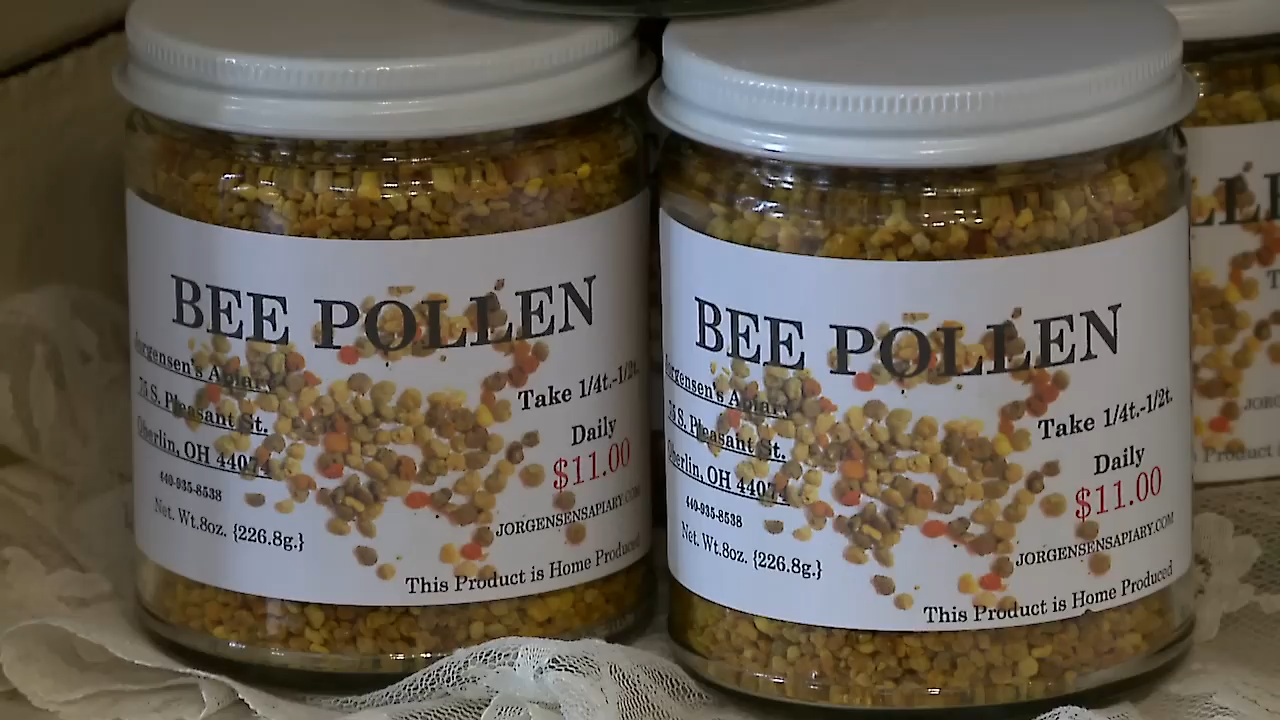 BEE POLLEN
Jorgensen's Apiary
75 S. Pleasant St.
Oberlin, OH 44074
440-935-8538
Net. Wt.8oz. {226.8g.}
Take 1/4t.-1/2t.
Daily
$11.00
JORGENSENSAPIARY.COM
This Product is Home Produced
BEE POLLEN
Jorgensen's Apiary
75 S. Pleasant St.
Oberlin, OH 44074
440-935-8538
Net. Wt.8oz. {226.8g.}
Take 1/4t.-1/2t.
Daily
$11.00
JORGENSENSAPIARY.COM
This Product is Home Produced